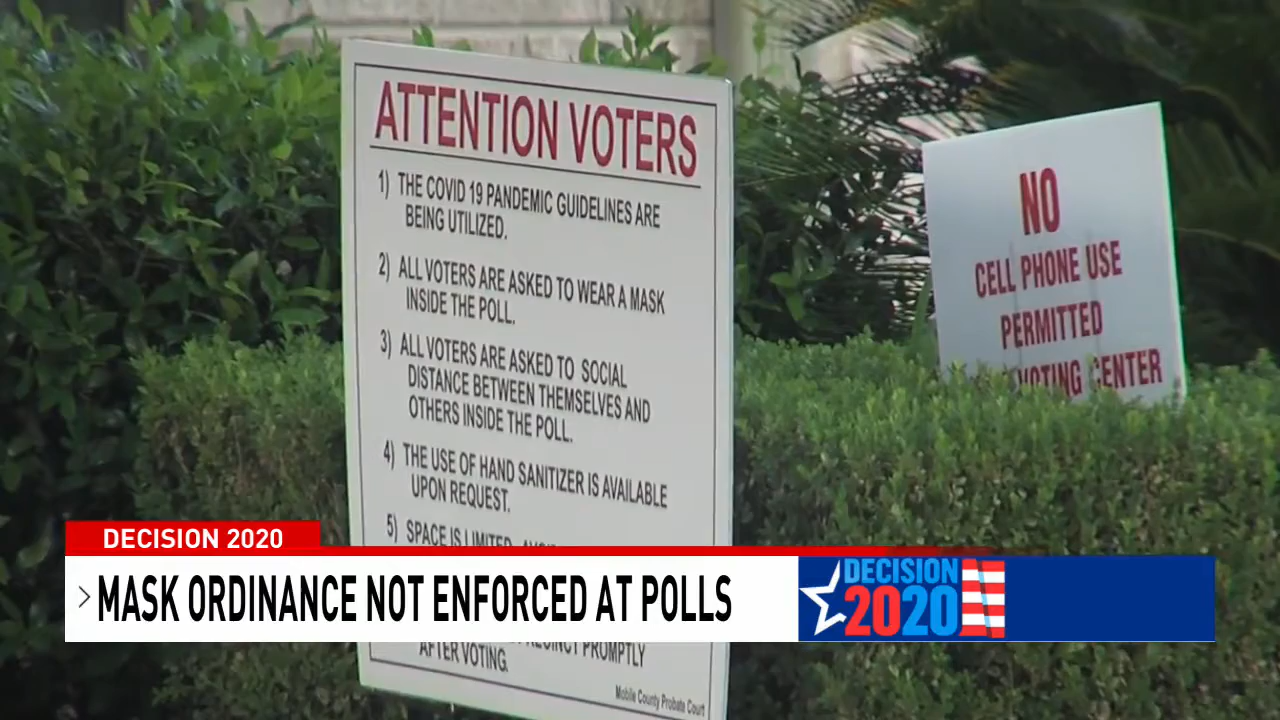 ATTENTION VOTERS
1) THE COVID 19 PANDEMIC GUIDELINES ARE
BEING UTILIZED.
2) ALL VOTERS ARE ASKED TO WEAR A MASK
INSIDE THE POLL.
3) ALL VOTERS ARE ASKED TO SOCIAL
DISTANCE BETWEEN THEMSELVES AND
OTHERS INSIDE THE POLL.
4) THE USE OF HAND SANITIZER IS AVAILABLE
UPON REQUEST.
5) SPACE IS LIMITED
PROMPTLY
AFTER VOTING.
Mobile County Probate Court
NO
CELL PHONE USE
PERMITTED
VOTING CENTER
DECISION 2020
MASK ORDINANCE NOT ENFORCED AT POLLS
DECISION
2020